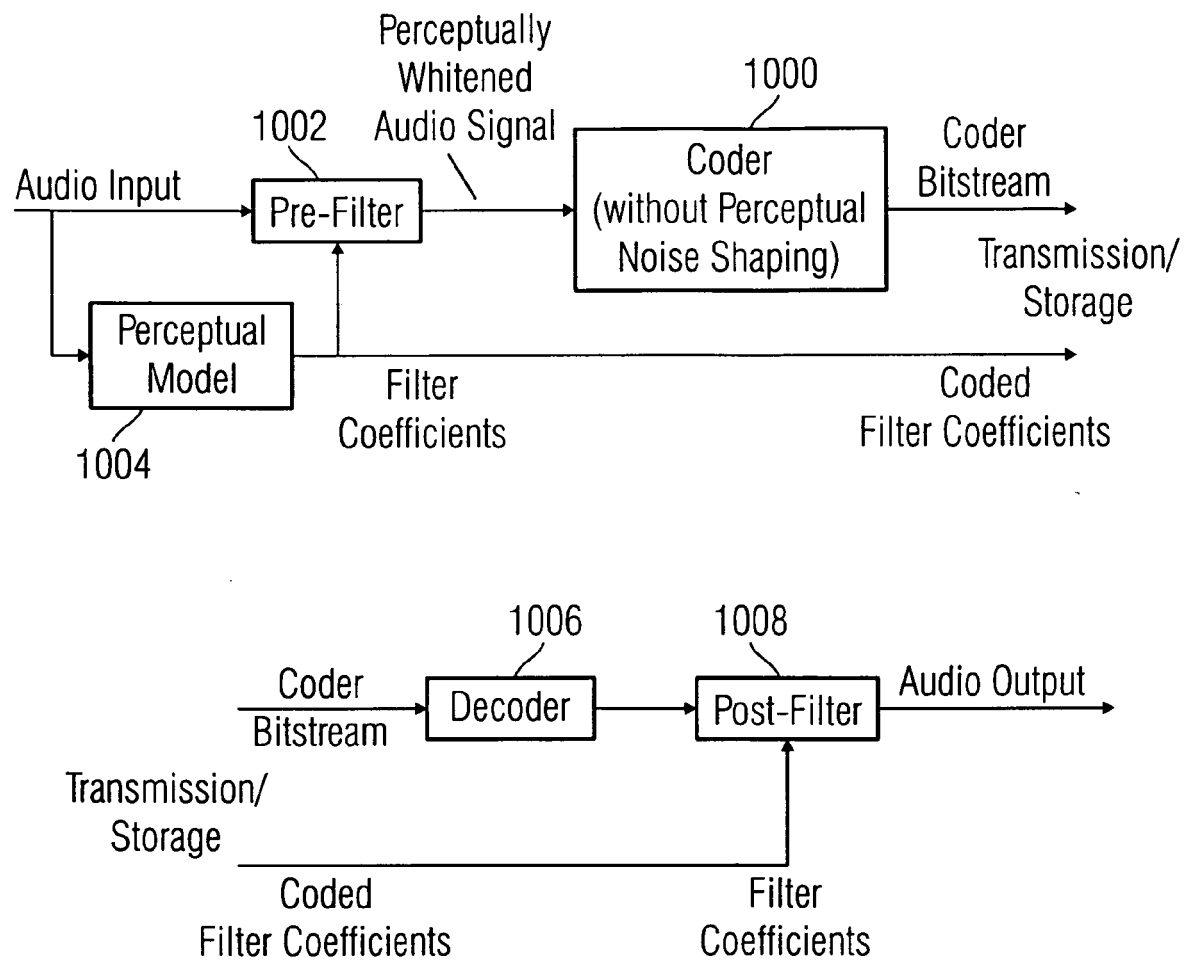 Perceptually
Whitened
Audio Signal
1000
1002
Audio Input
Pre-Filter
Coder
(without Perceptual
Noise Shaping)
Coder
Bitstream
Transmission/
Storage
Perceptual
Model
1004
Filter
Coefficients
Coded
Filter Coefficients
1006
1008
Coder
Bitstream
Decoder
Post-Filter
Audio Output
Transmission/
Storage
Coded
Filter Coefficients
Filter
Coefficients